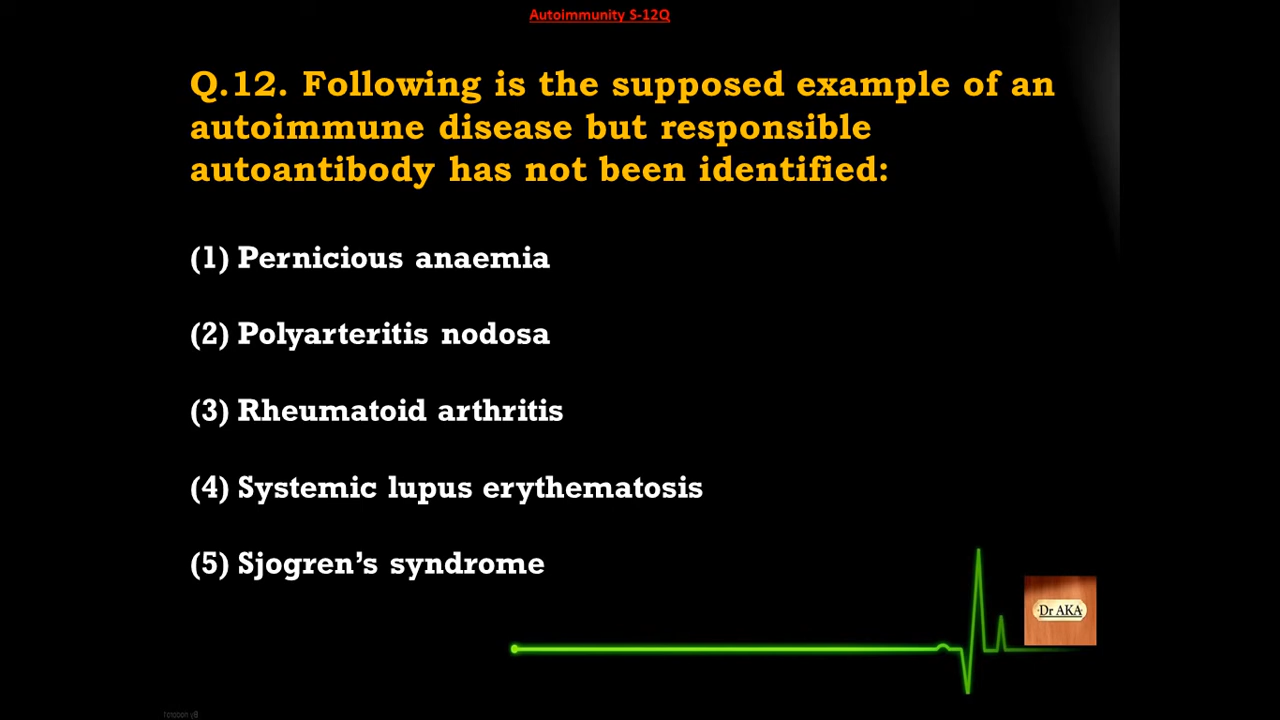 Autoimmunity S-12Q
Q.12. Following is the supposed example of an
autoimmune disease but responsible
autoantibody has not been identified:
(1) Pernicious anaemia
(2) Polyarteritis nodosa
(3) Rheumatoid arthritis
(4) Systemic lupus erythematosis
(5) Sjogren’s syndrome
Dr AKA